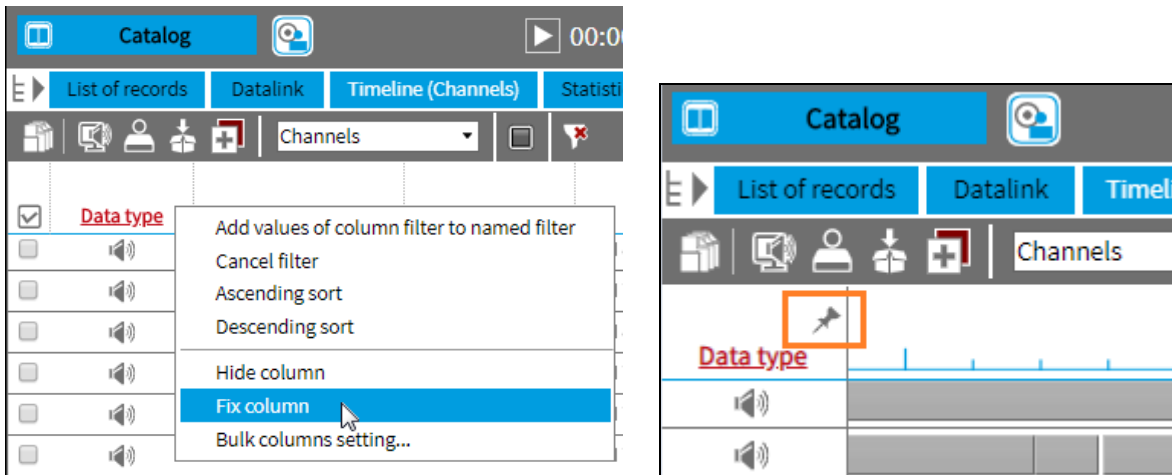 Catalog
00:0
List of records Datalink Timeline (Channels) Statisti
Channels
Data type
Add values of column filter to named filter
Cancel filter
Ascending sort
Descending sort
Hide column
Fix column
Bulk columns setting...
Catalog
List of records Datalink Timeli
Channels
Data type